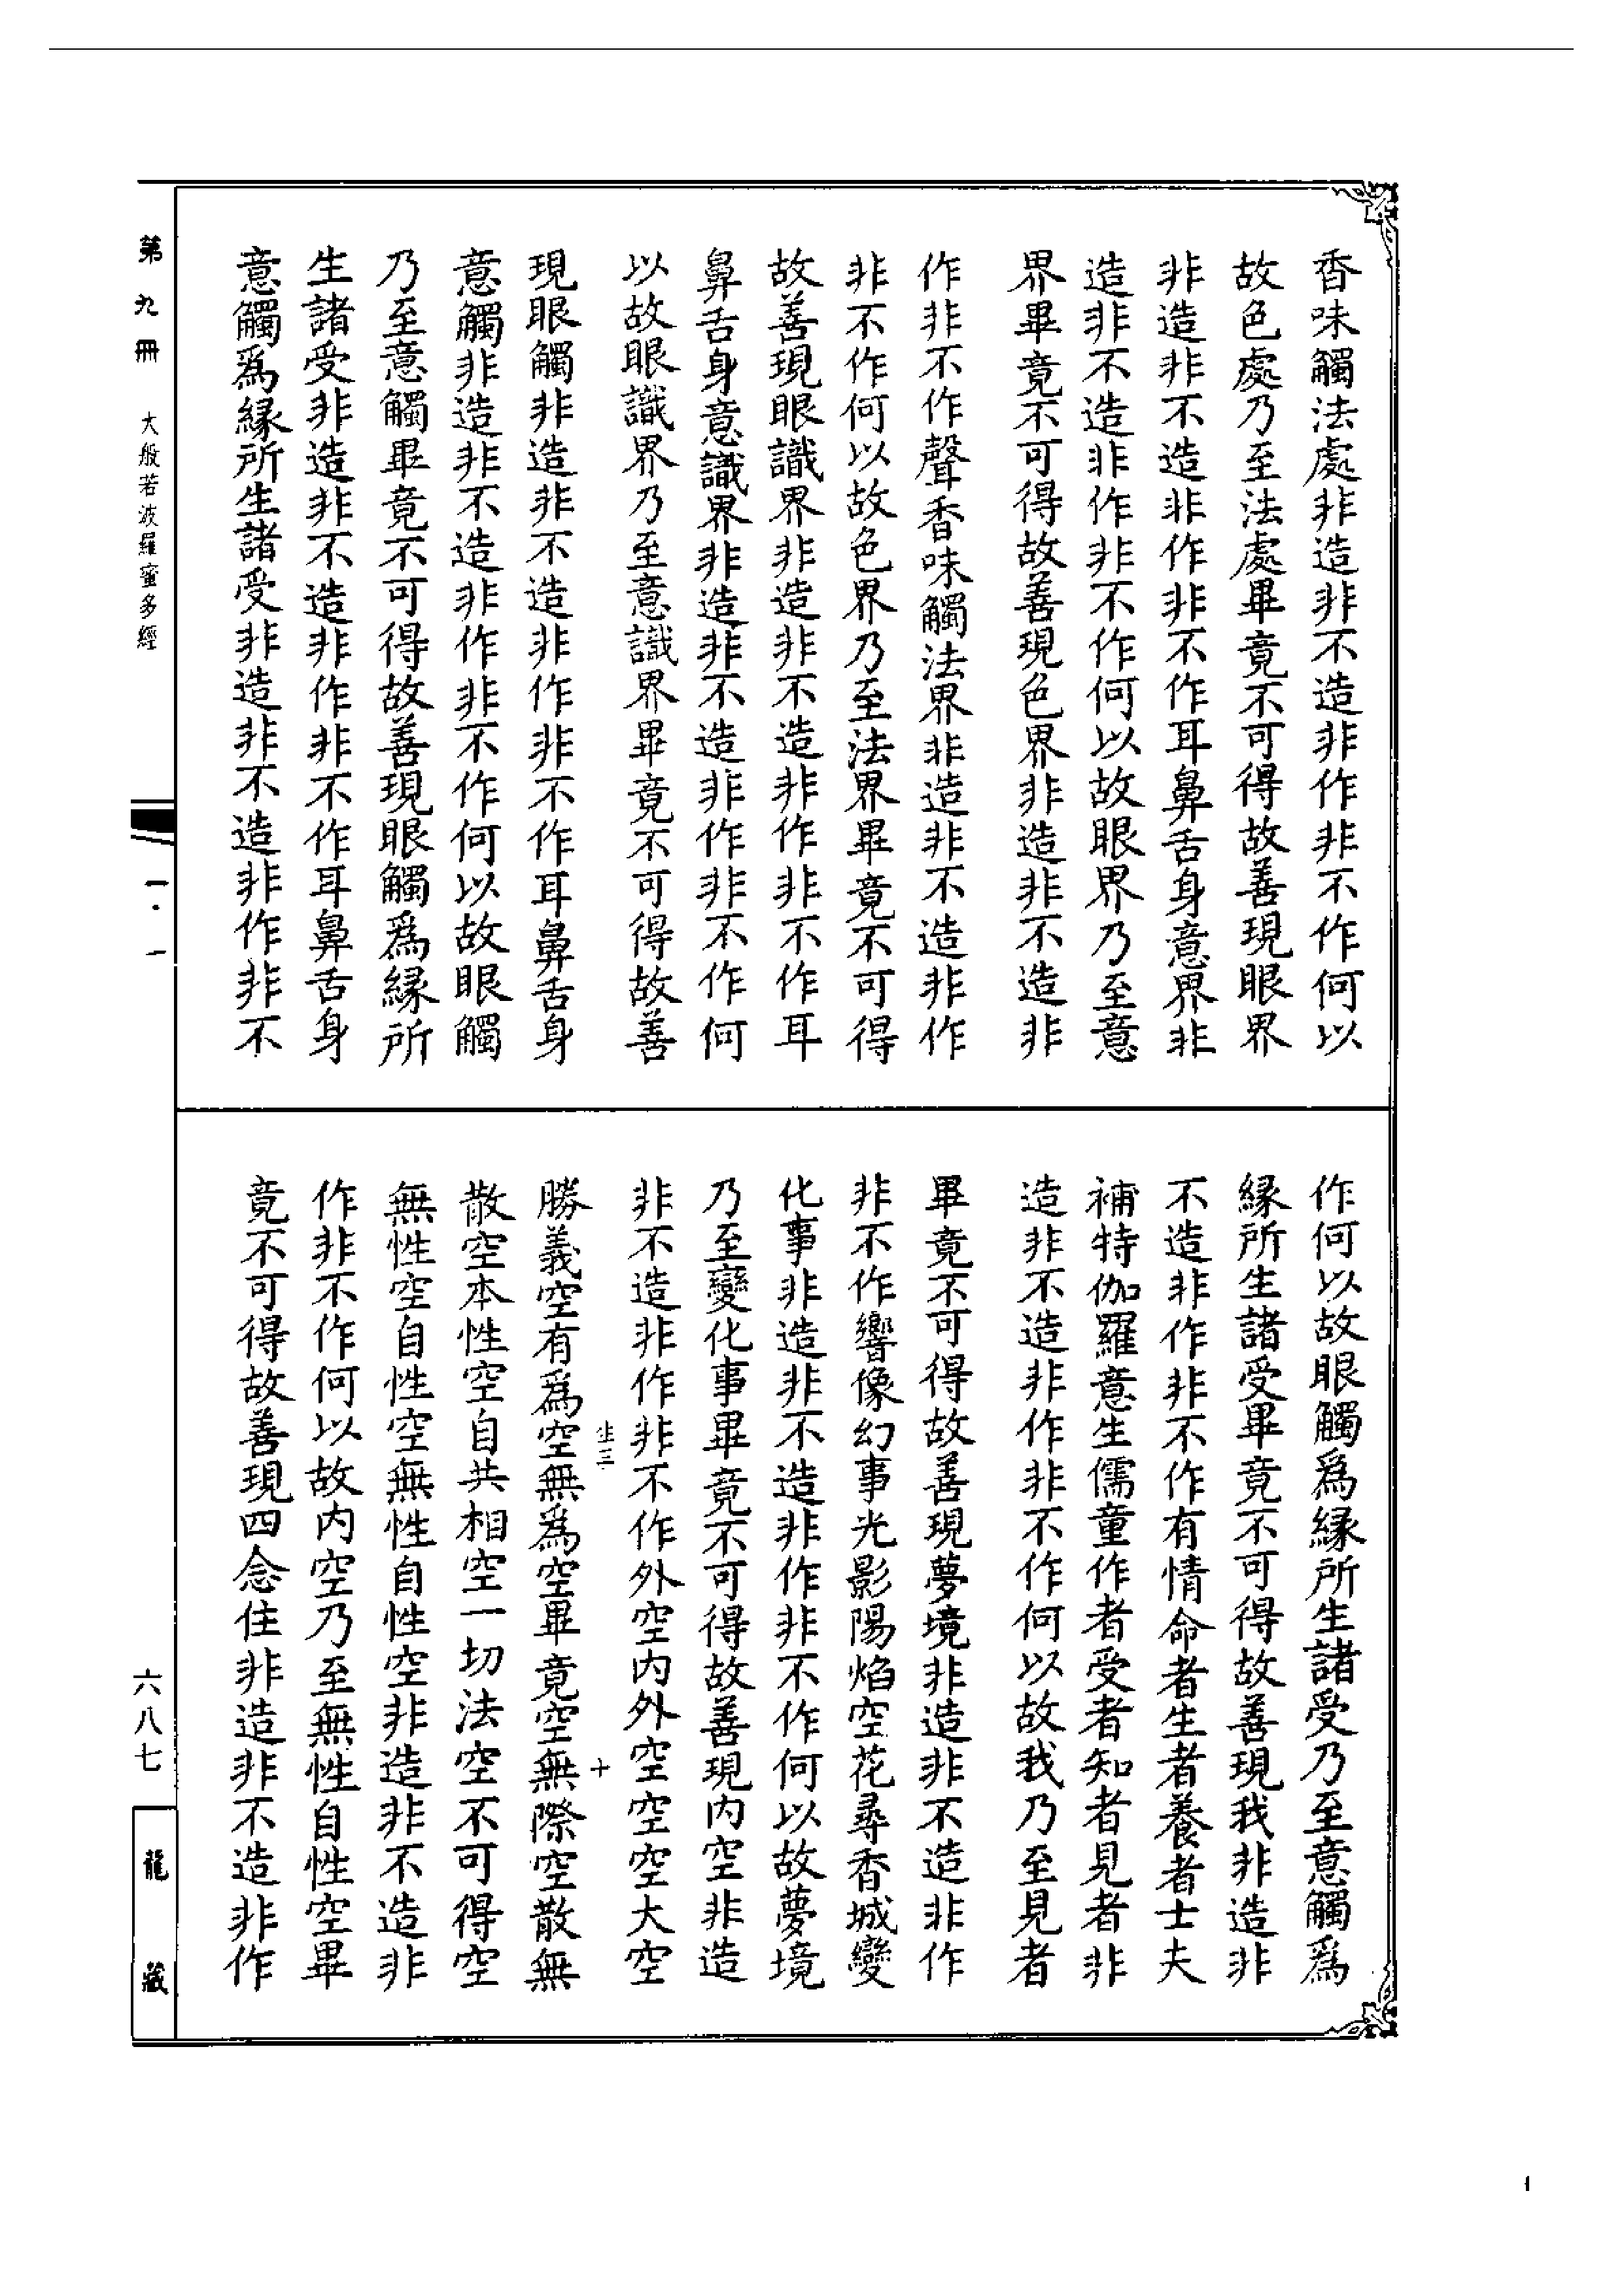 香味觸法處非造非不造非作非不作何以
故色處乃至法處畢竟不可得故善現眼界
非造非不造非作非不作耳鼻舌身意界非
造非不造非作非不作何以故眼界乃至意
界畢竟不可得故善現色界非造非不造非
作非不作聲香味觸法界非造非不造非作
非不作何以故色界乃至法界畢竟不可得
故善現眼識界非造非不造非作非不作耳
鼻舌身意識界非造非不造非作非不作何
以故眼識界乃至意識界畢竟不可得故善
現眼觸非造非不造非作非不作耳鼻舌身
意觸非造非不造非作非不作何以故眼觸
乃至意觸畢竟不可得故善現眼觸爲緣所
生諸受非造非不造非作非不作耳鼻舌身
意觸爲緣所生諸受非造非不造非作非不
作何以故眼觸爲緣所生諸受乃至意觸爲
緣所生諸受畢竟不可得故善現我非造非
不造非作非不作有情命者生者養者士夫
補特伽羅意生儒童作者受者知者見者非
造非不造非作非不作何以故我乃至見者
畢竟不可得故善現夢境非造非不造非作
非不作響像幻事光影陽焰空花尋香城變
化事非造非不造非作非不作何以故夢境
乃至變化事畢竟不可得故善現內空非造
非不造非作非不作外空內外空空空大空
勝義空有爲空無爲空畢竟空無際空散無
散空本性空自共相空一切法空不可得空
無性空自性空無性自性空非造非不造非
作非不作何以故內空乃至無性自性空畢
竟不可得故善現四念住非造非不造非作
三
十
第九冊
大般若波羅蜜多經
六八七
龍藏